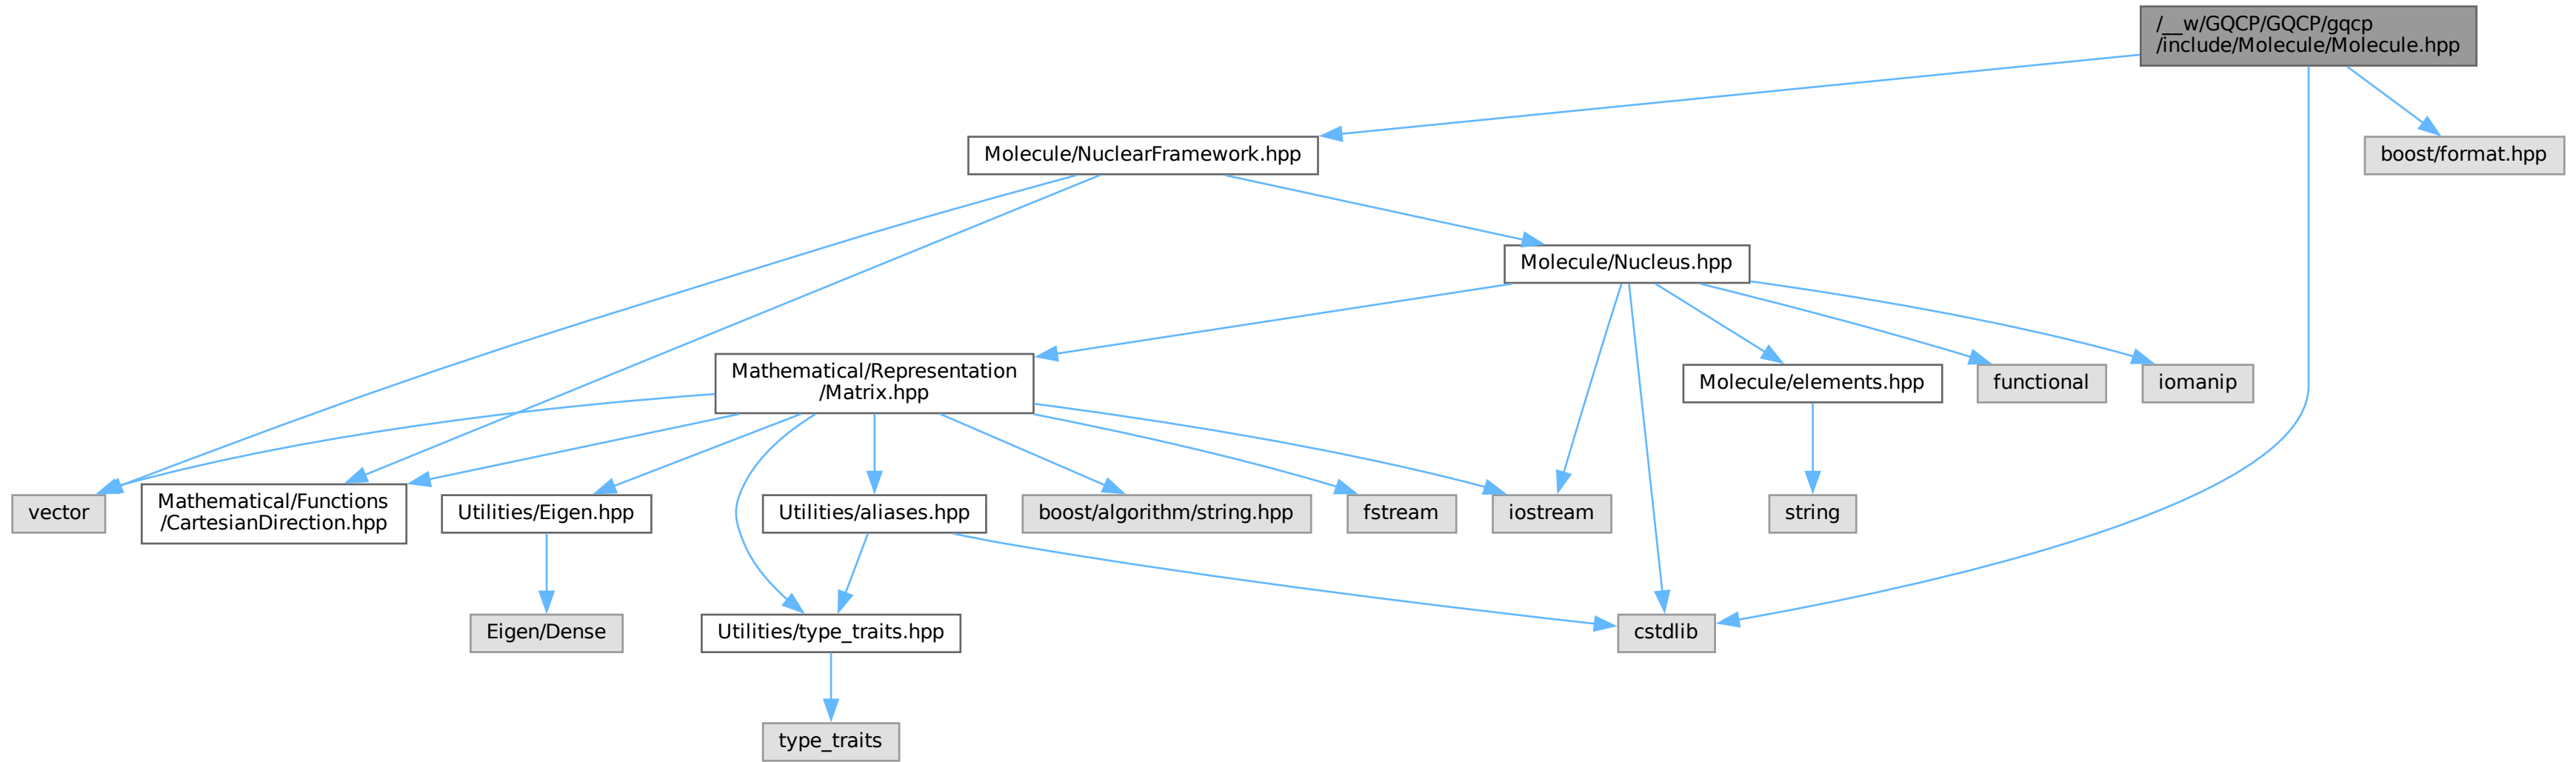 /__w/GQCP/GQCP/gqcp
/include/Molecule/Molecule.hpp
Molecule/NuclearFramework.hpp
boost/format.hpp
Molecule/Nucleus.hpp
Mathematical/Representation
/Matrix.hpp
Molecule/elements.hpp
functional
iomanip
vector
Mathematical/Functions
/CartesianDirection.hpp
Utilities/Eigen.hpp
Utilities/aliases.hpp
boost/algorithm/string.hpp
fstream
iostream
string
Eigen/Dense
Utilities/type_traits.hpp
cstdlib
type_traits